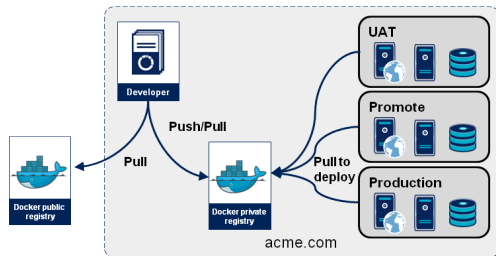 UAT
Developer
Push/Pull
Promote
Pull
Pull to
deploy
Production
Docker public
registry
Docker private
registry
acme.com